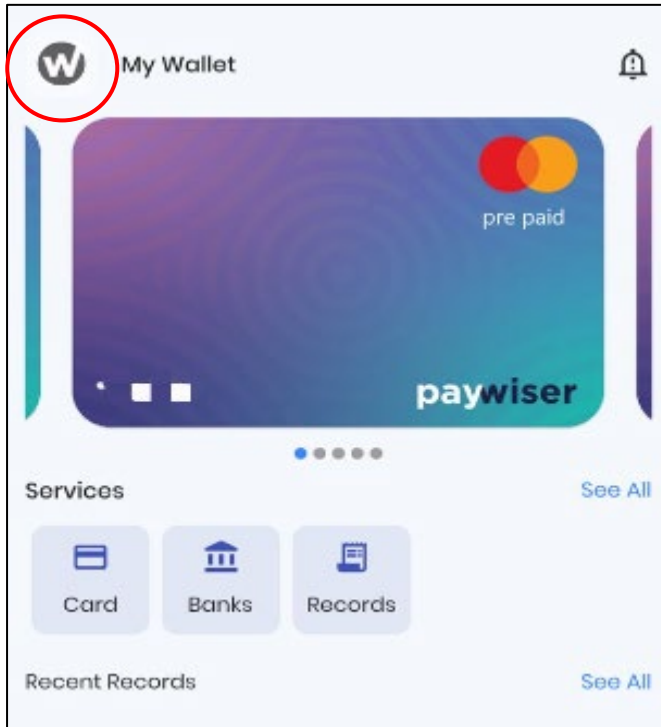 W My Wallet
pre paid
paywiser
Services See All
Card Banks Records
Recent Records See All